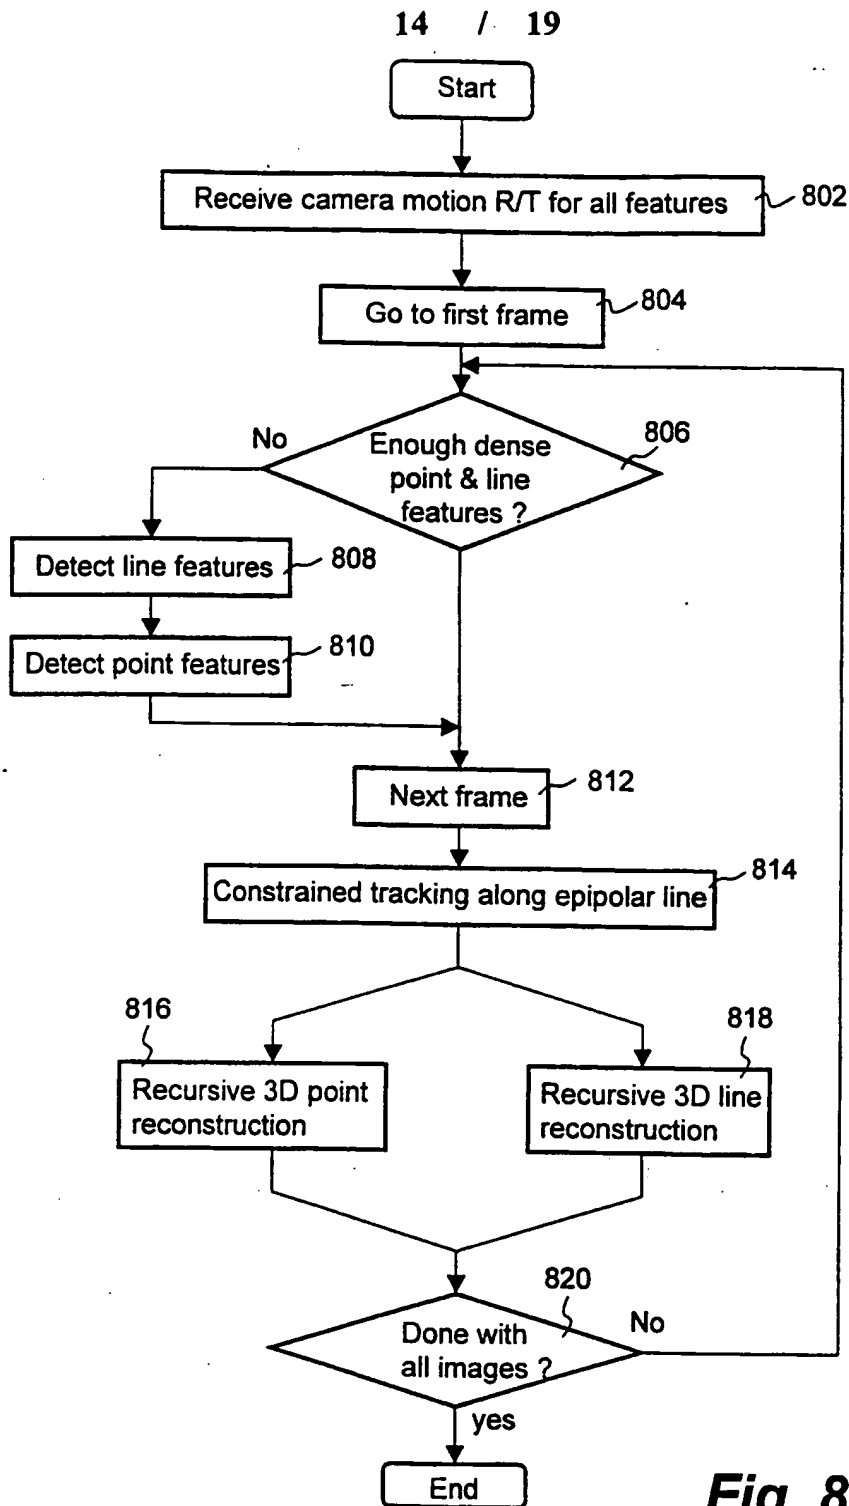 14 / 19
Start
Receive camera motion R/T for all features
802
Go to first frame
804
Enough dense
point & line
features ?
806
No
Detect line features
808
Detect point features
810
Next frame
812
Constrained tracking along epipolar line
814
816
Recursive 3D point
reconstruction
818
Recursive 3D line
reconstruction
820
Done with
all images ?
No
yes
End
Fig. 8